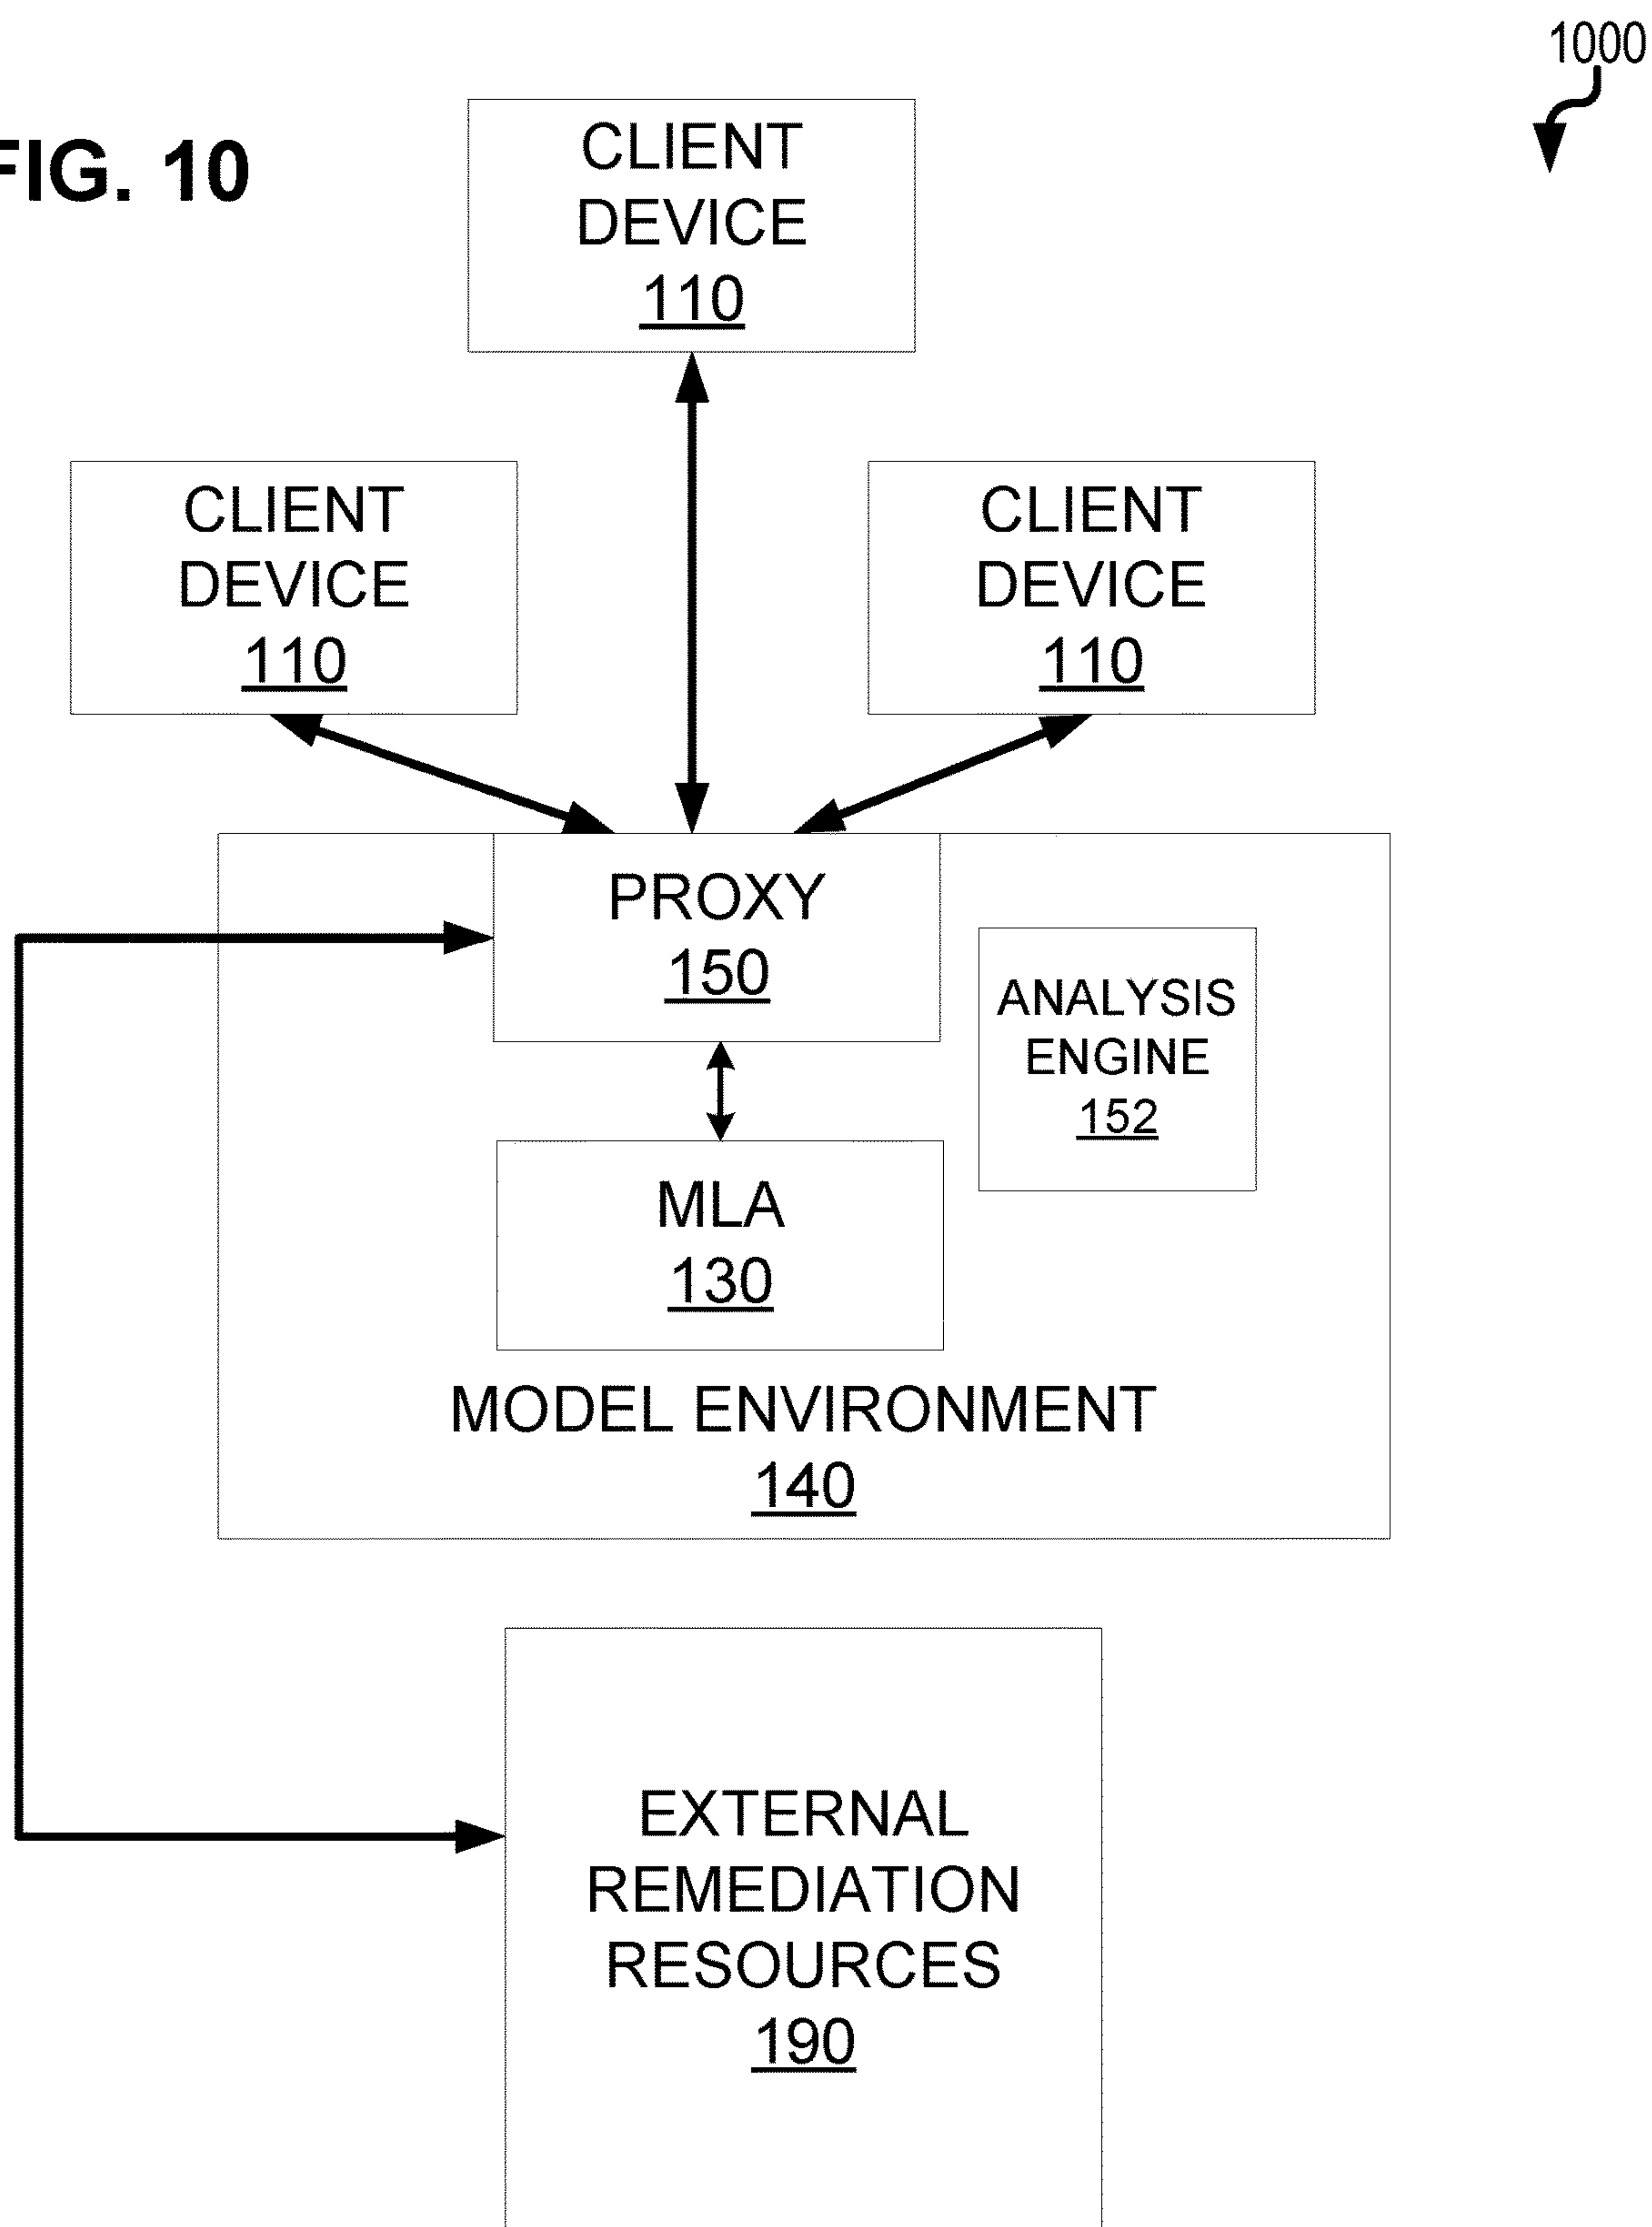 1000
FIG. 10
CLIENT
DEVICE
110
CLIENT
DEVICE
110
CLIENT
DEVICE
110
PROXY
150
ANALYSIS
ENGINE
152
MLA
130
MODEL ENVIRONMENT
140
EXTERNAL
REMEDIATION
RESOURCES
190